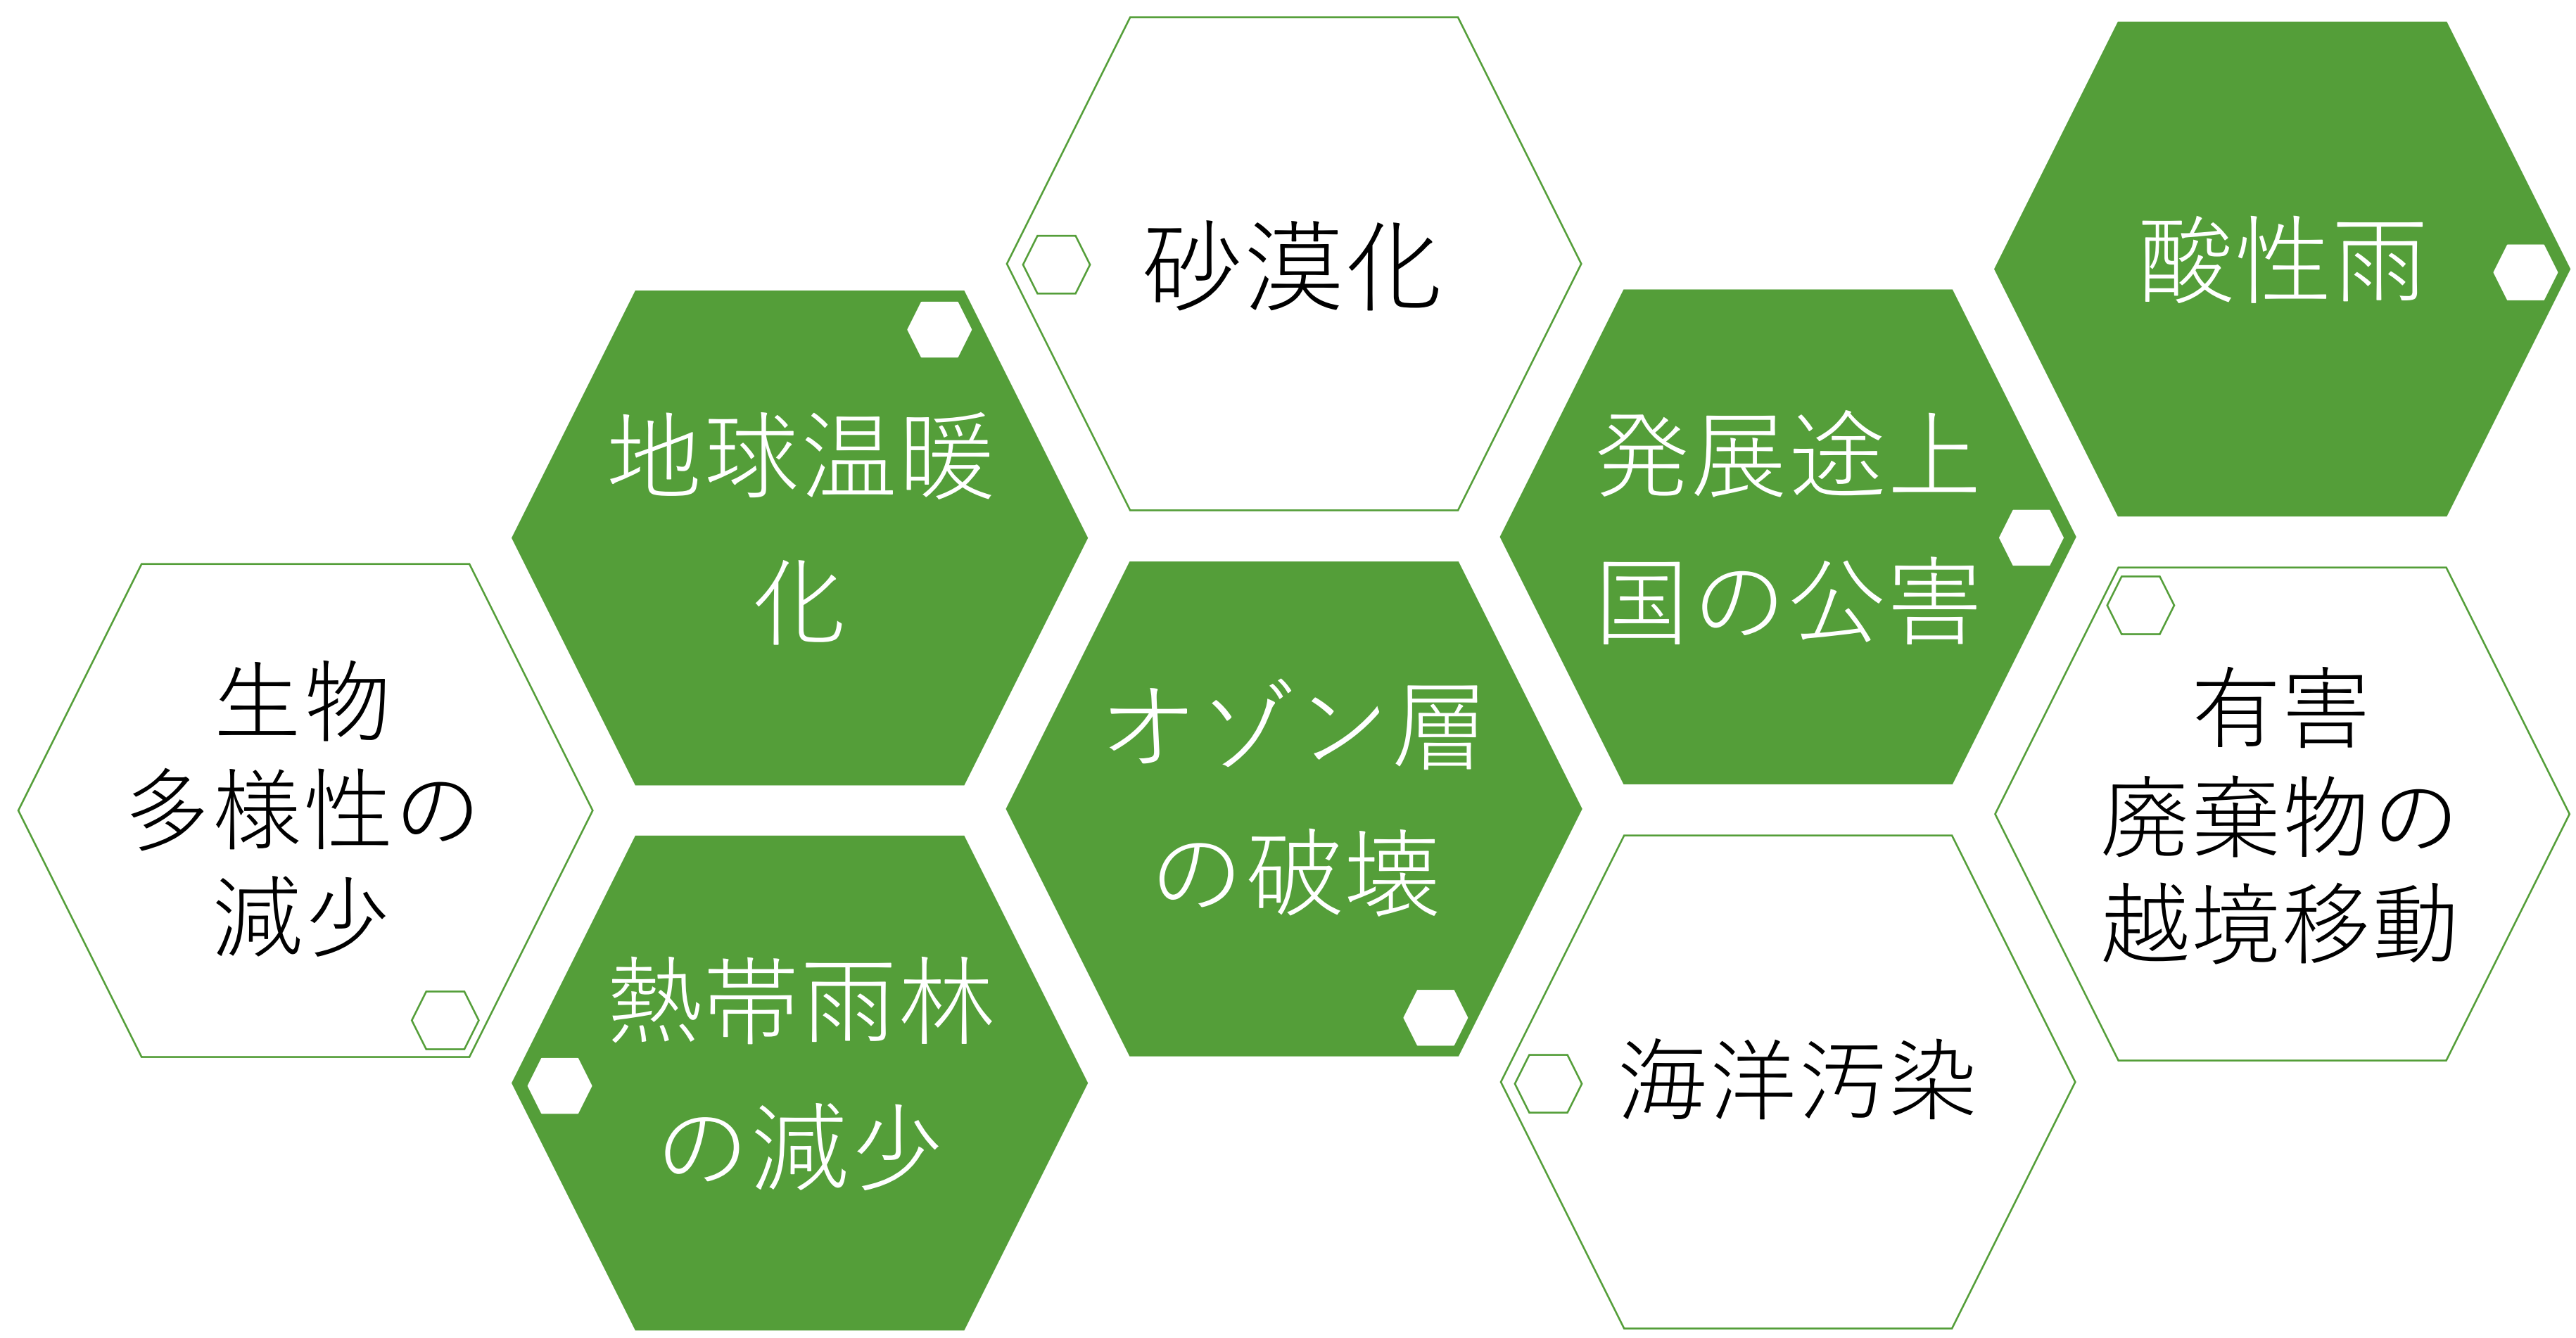 砂漠化
酸性雨
地球温暖
化
発展途上
国の公害
生物
多様性の
減少
オゾン層
の破壊
有害
廃棄物の
越境移動
熱帯雨林
の減少
海洋汚染